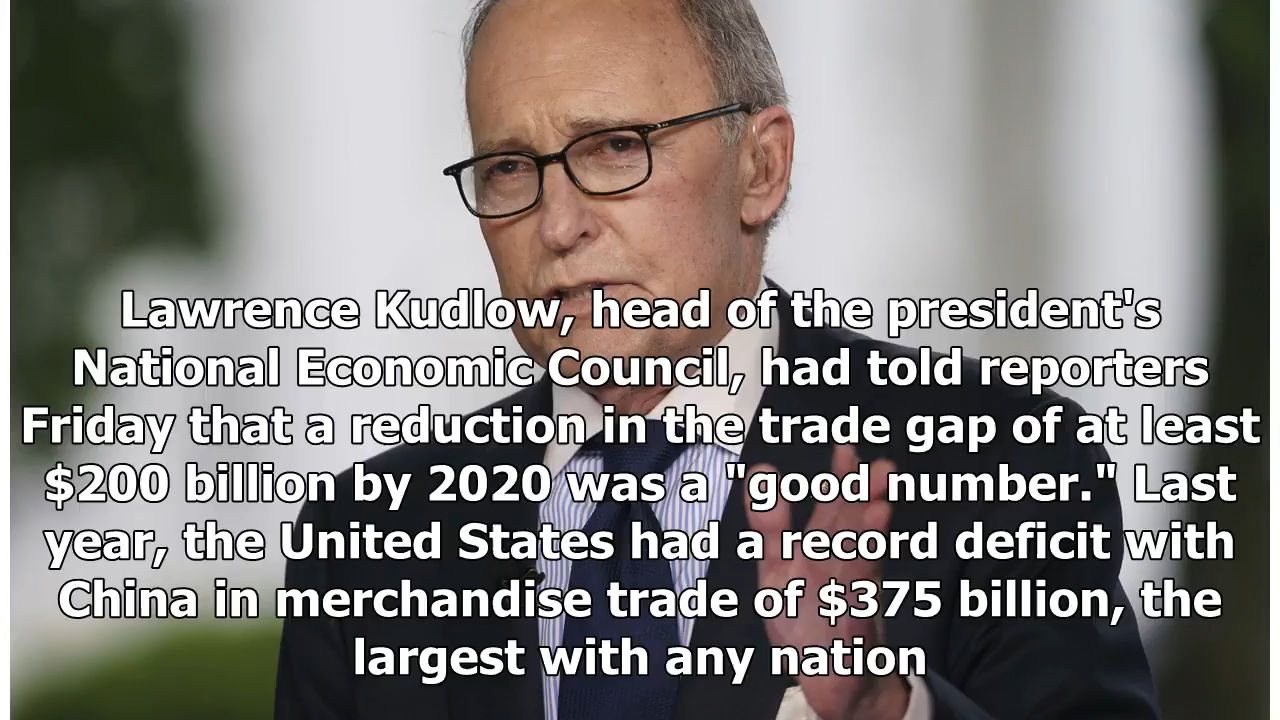 Lawrence Kudlow, head of the president's
National Economic Council, had told reporters
Friday that a reduction in the trade gap of at least
$200 billion by 2020 was a "good number." Last
year, the United States had a record deficit with
China in merchandise trade of $375 billion, the
largest with any nation